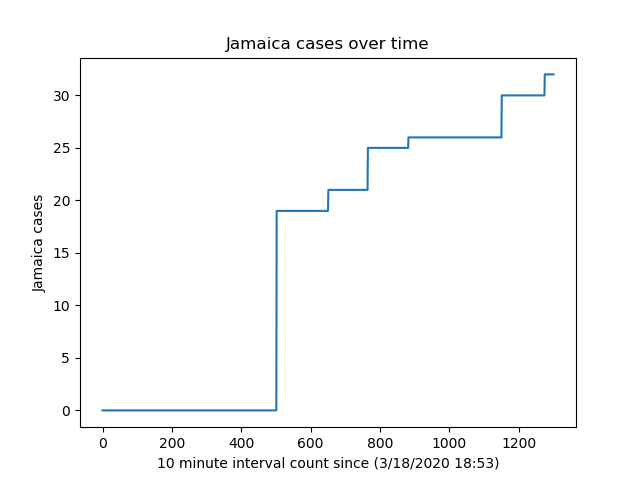 Jamaica cases over time
Jamaica cases
30
25
20
15
10
5
0
0 200 400 600 800 1000 1200
10 minute interval count since (3/18/2020 18:53)